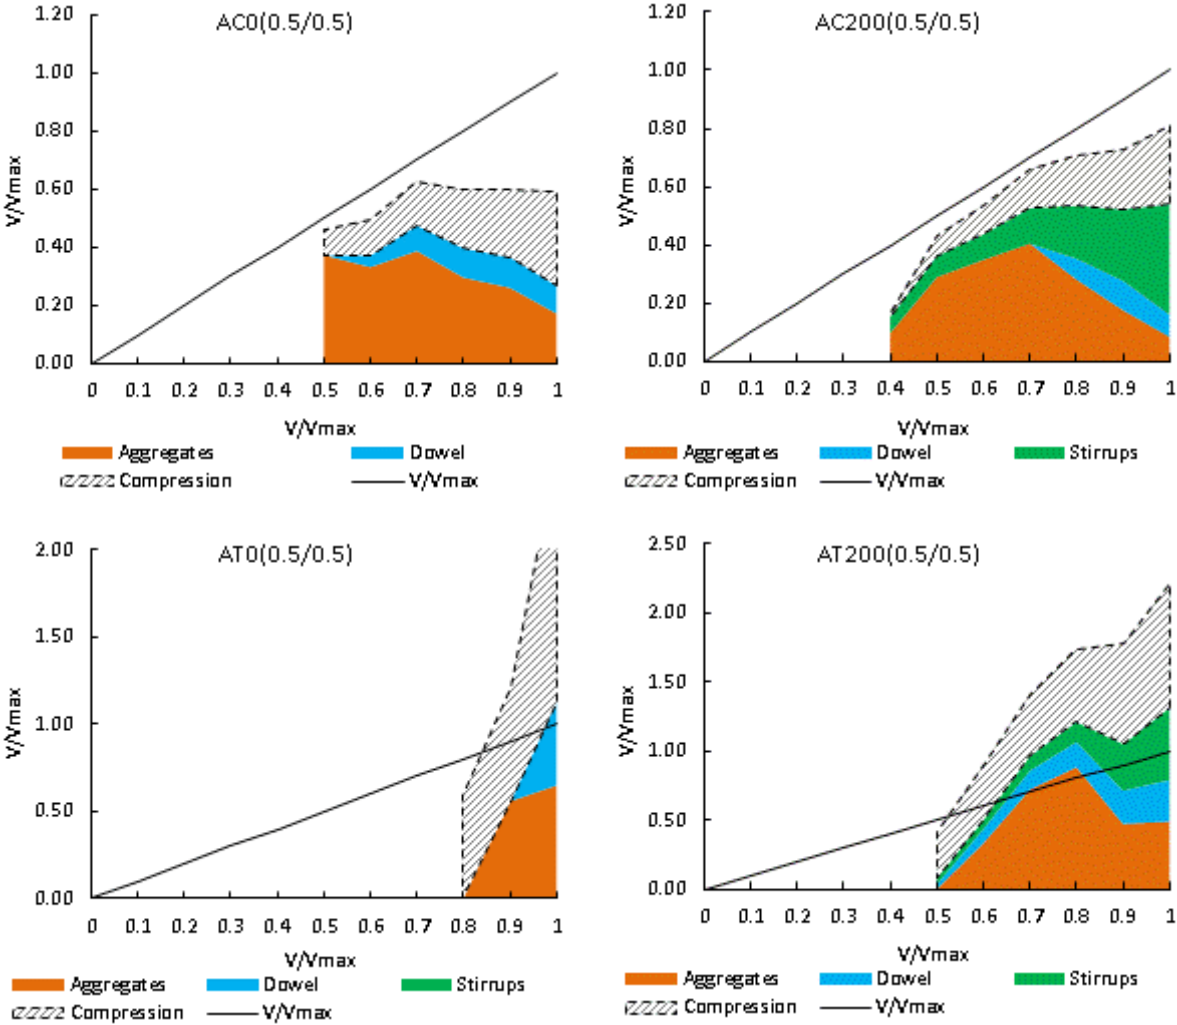 AC0(0.5/0.5)
1.20
1.00
0.80
0.60
0.40
0.20
0.00
V/Vmax
0 0.1 0.2 0.3 0.4 0.5 0.6 0.7 0.8 0.9 1
V/Vmax
Aggregates Dowel
Compression V/Vmax
AC200(0.5/0.5)
1.20
1.00
0.80
0.60
0.40
0.20
0.00
V/Vmax
0 0.1 0.2 0.3 0.4 0.5 0.6 0.7 0.8 0.9 1
V/Vmax
Aggregates Dowel Stirrups
Compression V/Vmax
AT0(0.5/0.5)
2.00
1.50
1.00
0.50
0.00
V/Vmax
0 0.1 0.2 0.3 0.4 0.5 0.6 0.7 0.8 0.9 1
V/Vmax
Aggregates Dowel Stirrups
Compression V/Vmax
AT200(0.5/0.5)
2.50
2.00
1.50
1.00
0.50
0.00
V/Vmax
0 0.1 0.2 0.3 0.4 0.5 0.6 0.7 0.8 0.9 1
V/Vmax
Aggregates Dowel Stirrups
Compression V/Vmax